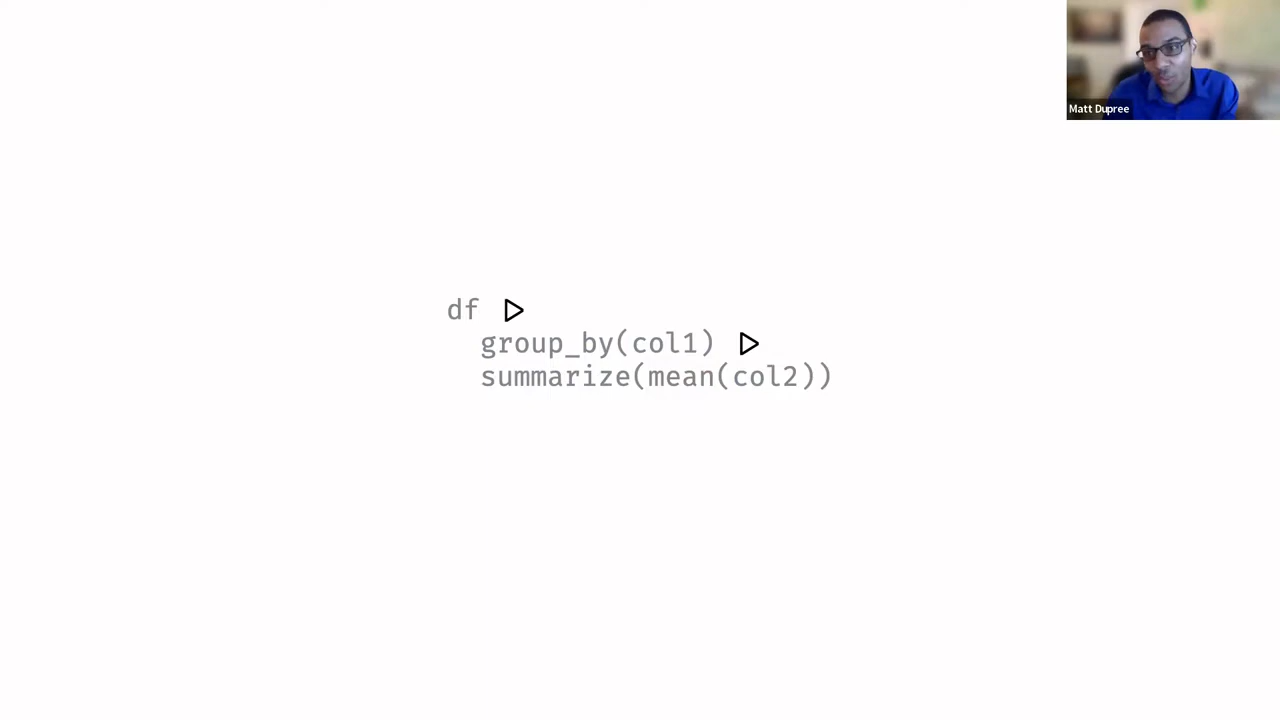 Matt Dupree
df |>
group_by(col1) |>
summarize(mean(col2))